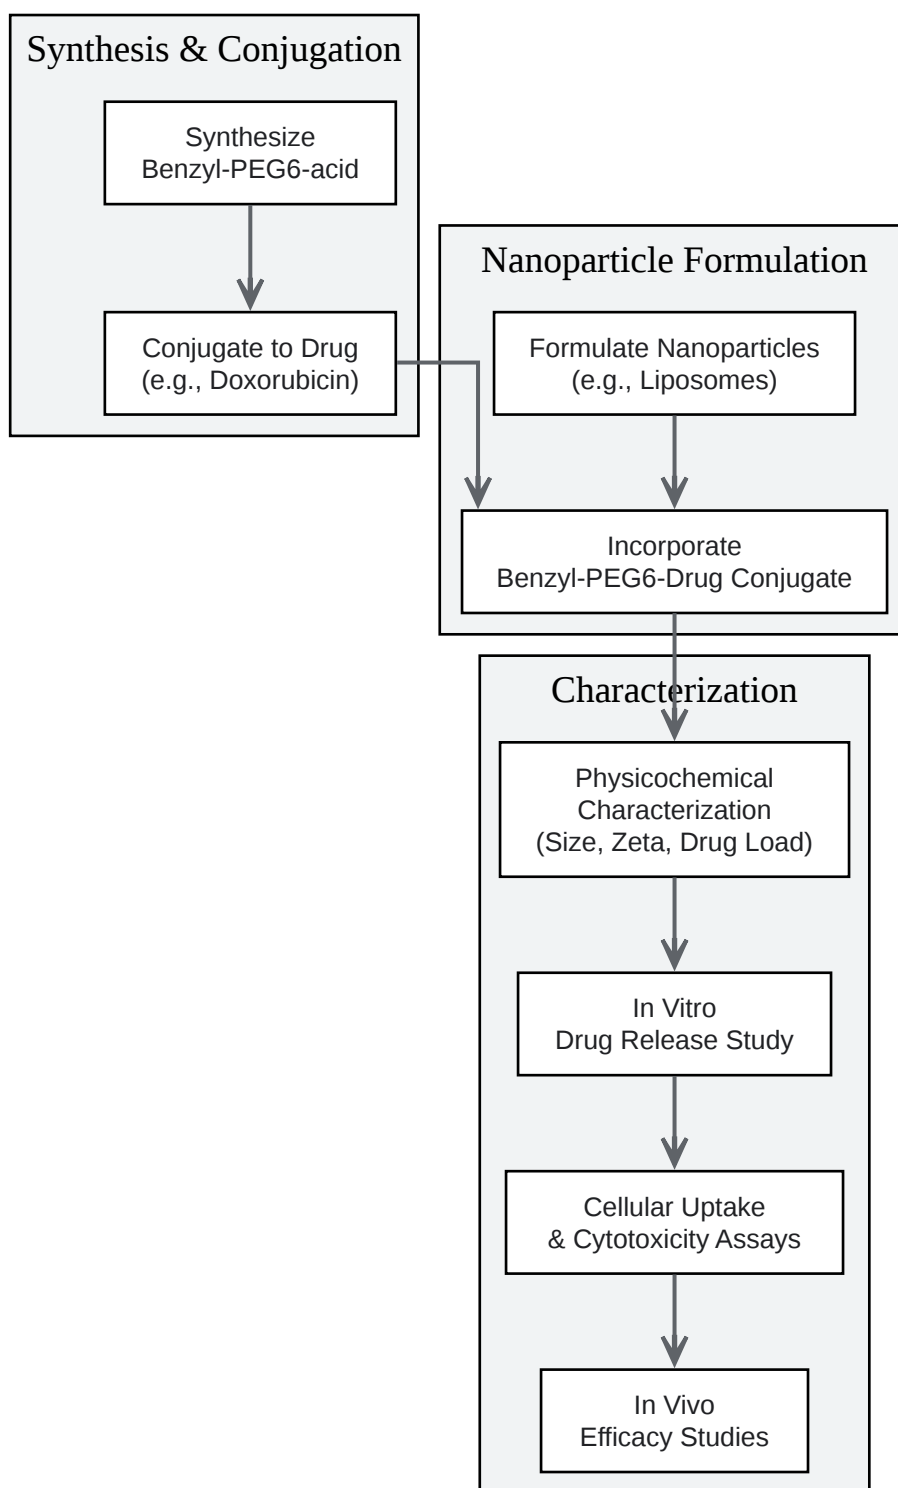 Synthesis & Conjugation
Synthesize
Benzyl-PEG6-acid
Conjugate to Drug
(e.g., Doxorubicin)
Nanoparticle Formulation
Formulate Nanoparticles
(e.g., Liposomes)
Incorporate
Benzyl-PEG6-Drug Conjugate
Characterization
Physicochemical
Characterization
(Size, Zeta, Drug Load)
In Vitro
Drug Release Study
Cellular Uptake
& Cytotoxicity Assays
In Vivo
Efficacy Studies